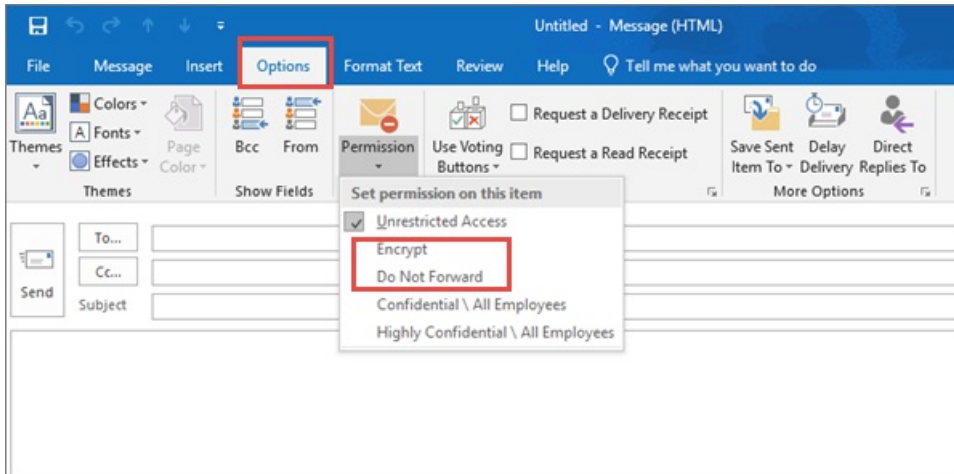 Untitled - Message (HTML)
File Message Insert Options Format Text Review Help Tell me what you want to do
Aa
Themes
Colors
A Fonts
Effects
Page
Color
Themes
Bcc
From
Show Fields
Permission
Use Voting
Buttons
Request a Delivery Receipt
Request a Read Receipt
Save Sent
Item To
Delay
Delivery
Direct
Replies To
More Options
Set permission on this item
Unrestricted Access
Encrypt
Do Not Forward
Confidential \ All Employees
Highly Confidential \ All Employees
Send
To...
Cc...
Subject